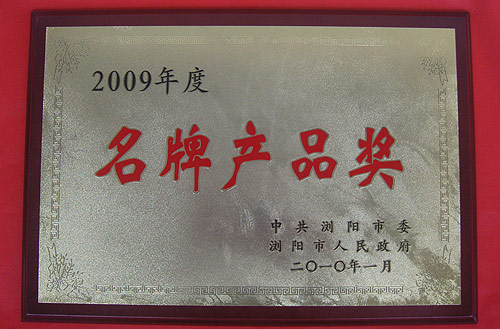 2009年度
名牌产品奖
中共浏阳市委
浏阳市人民政府
二〇一〇年一月